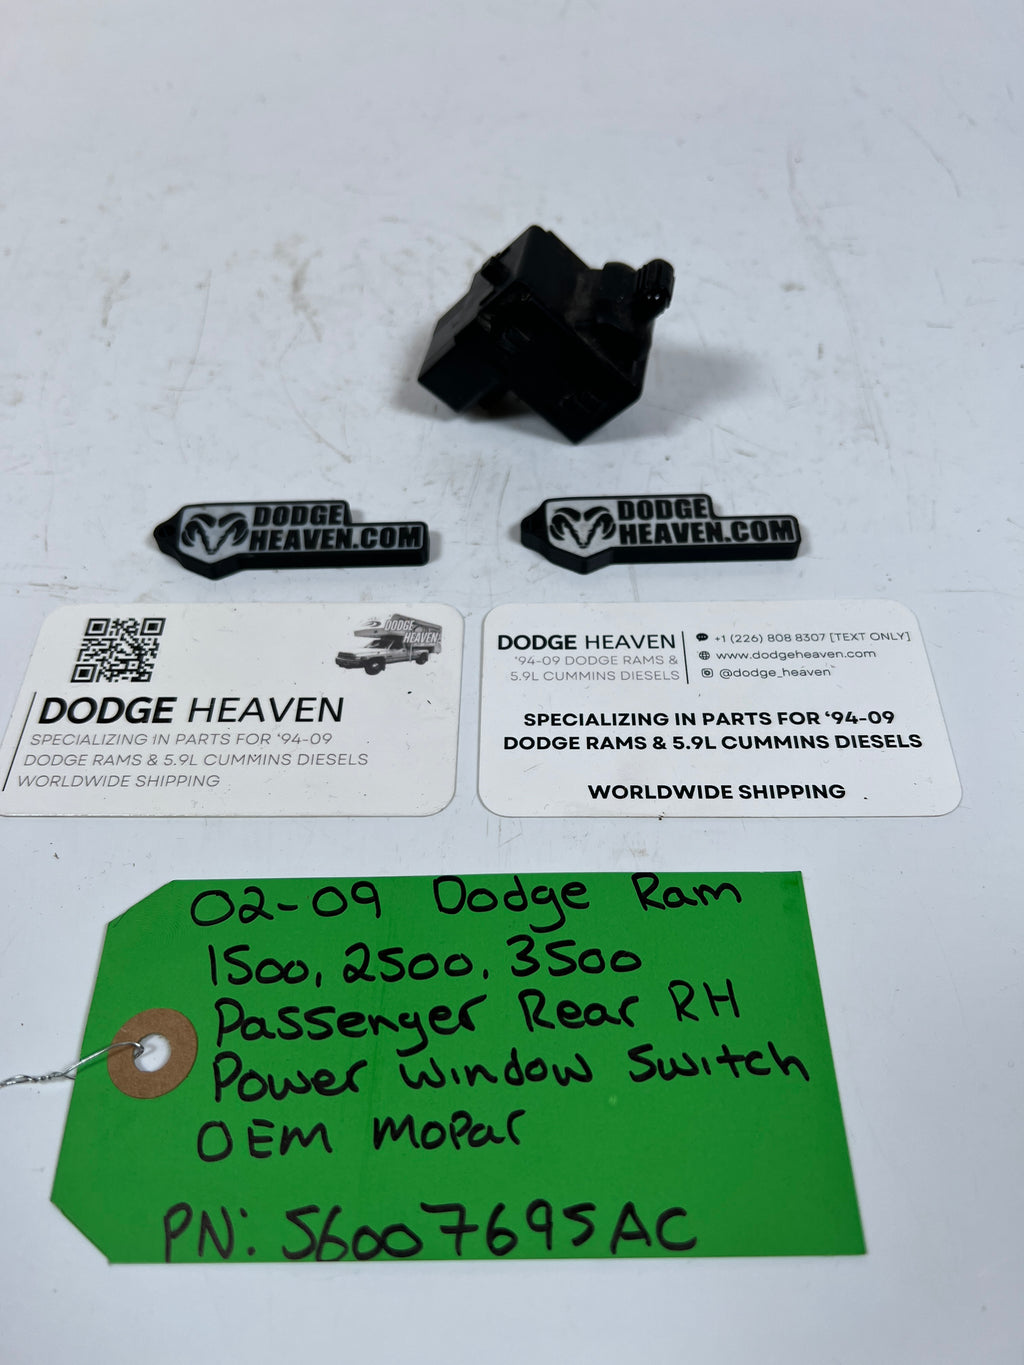 DODGE
HEAVEN.COM
DODGE
HEAVEN.COM
DODGE
HEAVEN
DODGE HEAVEN
SPECIALIZING IN PARTS FOR ‘94-09
DODGE RAMS & 5.9L CUMMINS DIESELS
WORLDWIDE SHIPPING
DODGE HEAVEN
‘94-09 DODGE RAMS &
5.9L CUMMINS DIESELS
+1 (226) 808 8307 [TEXT ONLY]
www.dodgeheaven.com
@dodge_heaven
SPECIALIZING IN PARTS FOR ‘94-09
DODGE RAMS & 5.9L CUMMINS DIESELS
WORLDWIDE SHIPPING
02-09 Dodge Ram
1500, 2500, 3500
Passenger Rear RH
Power Window Switch
OEM Mopar
PN: 56007695AC